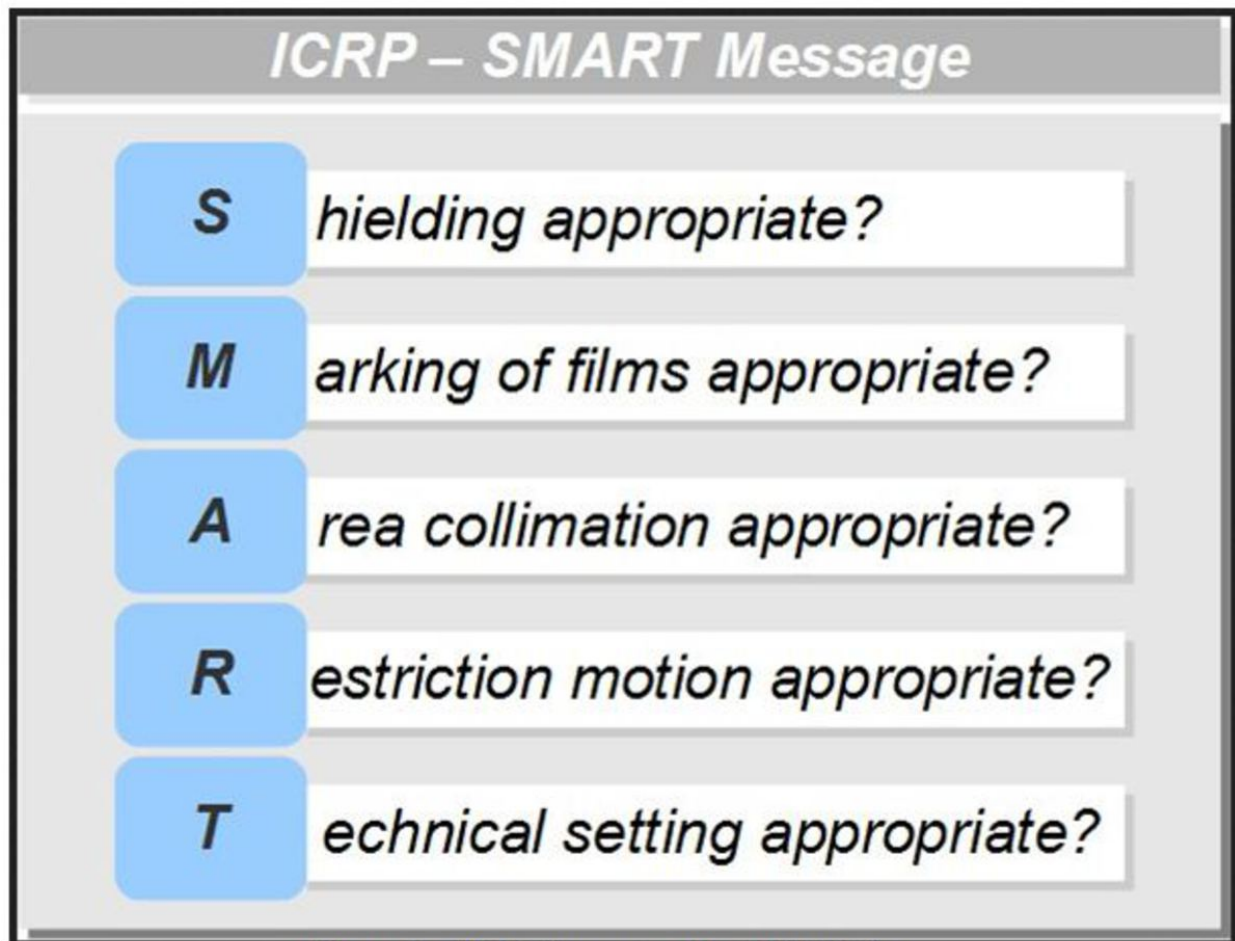 ICRP – SMART Message
S hielding appropriate?
M arking of films appropriate?
A rea collimation appropriate?
R estriction motion appropriate?
T echnical setting appropriate?